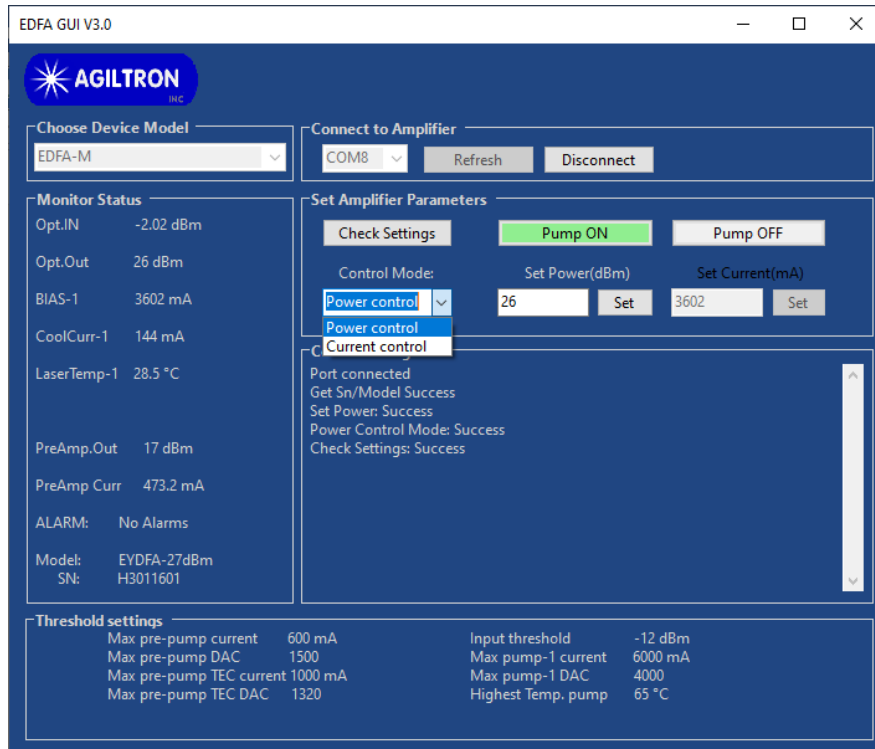 EDFA GUI V3.0
AGILTRON
INC
Choose Device Model
EDFA-M
Connect to Amplifier
COM8
Refresh
Disconnect
Monitor Status
Opt.IN -2.02 dBm
Opt.Out 26 dBm
BIAS-1 3602 mA
CoolCurr-1 144 mA
LaserTemp-1 28.5 °C
PreAmp.Out 17 dBm
PreAmp Curr 473.2 mA
ALARM: No Alarms
Model: EYDFA-27dBm
SN: H3011601
Set Amplifier Parameters
Check Settings
Pump ON
Pump OFF
Control Mode:
Set Power(dBm)
Set Current(mA)
Power control
26
Set
3602
Set
Power control
Current control
Port connected
Get Sn/Model Success
Set Power: Success
Power Control Mode: Success
Check Settings: Success
Threshold settings
Max pre-pump current 600 mA
Max pre-pump DAC 1500
Max pre-pump TEC current 1000 mA
Max pre-pump TEC DAC 1320
Input threshold -12 dBm
Max pump-1 current 6000 mA
Max pump-1 DAC 4000
Highest Temp. pump 65 °C